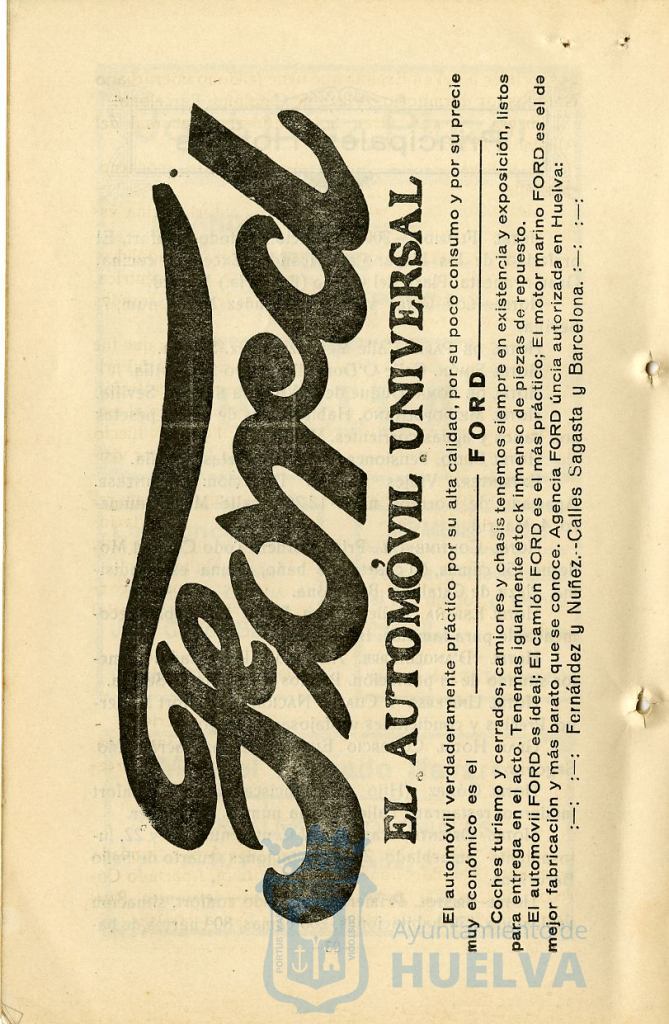 Ford
EL AUTOMÓVIL UNIVERSAL
El automóvil verdaderamente práctico por su alta calidad, por su poco consumo y por su precie
muy económico es el FORD
Coches turismo y cerrados, camiones y chasis tenemos siempre en existencia y exposición, listos
para entrega en el acto. Tenemas igualmente etock inmenso de piezas de repuesto.
El automóvil FORD es ideal; El camión FORD es el más práctico; El motor marino FORD es el de
mejor fabricación y más barato que se conoce. Agencia FORD úncia autorizada en Huelva:
:—: :—: Fernández y Nuñez.--Calles Sagasta y Barcelona. :—: :—:
Ayuntamiento de
HUELVA